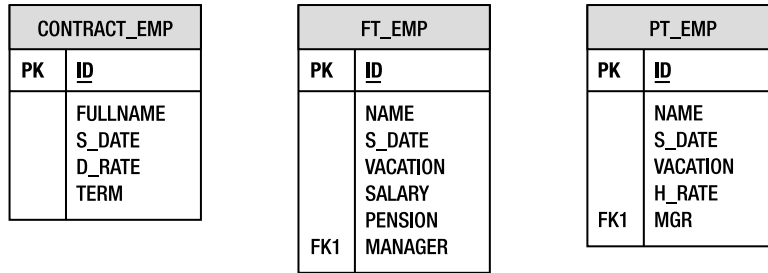 CONTRACT_EMP
PK ID
FULLNAME
S_DATE
D_RATE
TERM
FT_EMP
PK ID
NAME
S_DATE
VACATION
SALARY
PENSION
FK1 MANAGER
PT_EMP
PK ID
NAME
S_DATE
VACATION
H_RATE
FK1 MGR